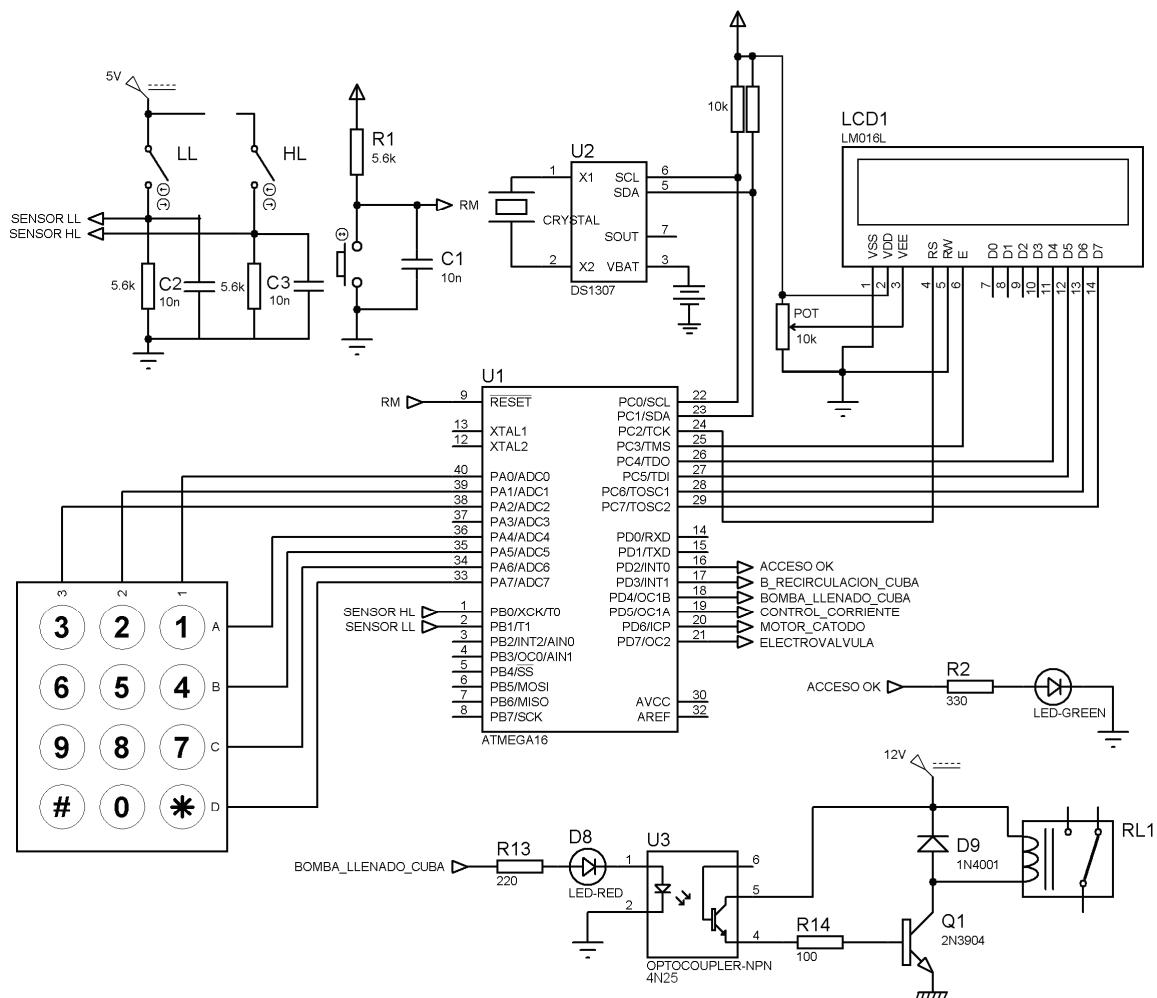 5V
LL
HL
SENSOR LL
SENSOR HL
5.6k
C2
10n
5.6k
C3
10n
R1
5.6k
RM
C1
10n
10k
U2
1
X1
SCL
6
SDA
5
CRYSTAL
SOUT
7
2
X2
VBAT
3
DS1307
LCD1
LM016L
VSS
VDD
VEE
RS
RW
E
D0
D1
D2
D3
D4
D5
D6
D7
1
2
3
4
5
6
7
8
9
10
11
12
13
14
POT
10k
U1
RM
9
RESET
PC0/SCL
22
PC1/SDA
23
13
XTAL1
PC2/TCK
24
12
XTAL2
PC3/TMS
25
PC4/TDO
26
40
PA0/ADC0
PC5/TDI
27
39
PA1/ADC1
PC6/TOSC1
28
38
PA2/ADC2
PC7/TOSC2
29
37
PA3/ADC3
36
PA4/ADC4
PD0/RXD
14
35
PA5/ADC5
PD1/TXD
15
34
PA6/ADC6
PD2/INT0
16
ACCESO OK
33
PA7/ADC7
PD3/INT1
17
B_RECIRCULACION_CUBA
PD4/OC1B
18
BOMBA_LLENADO_CUBA
SENSOR HL
1
PB0/XCK/T0
PD5/OC1A
19
CONTROL_CORRIENTE
SENSOR LL
2
PB1/T1
PD6/ICP
20
MOTOR_CATODO
3
PB2/INT2/AIN0
PD7/OC2
21
ELECTROVALVULA
4
PB3/OC0/AIN1
5
PB4/SS
6
PB5/MOSI
7
PB6/MISO
AVCC
30
8
PB7/SCK
AREF
32
ATMEGA16
3
2
1
3
2
1
A
6
5
4
B
9
8
7
C
#
0
*
D
ACCESO OK
R2
330
LED-GREEN
12V
BOMBA_LLENADO_CUBA
R13
220
D8
LED-RED
U3
1
2
6
5
4
OPTOCOUPLER-NPN
4N25
R14
100
D9
1N4001
Q1
2N3904
RL1